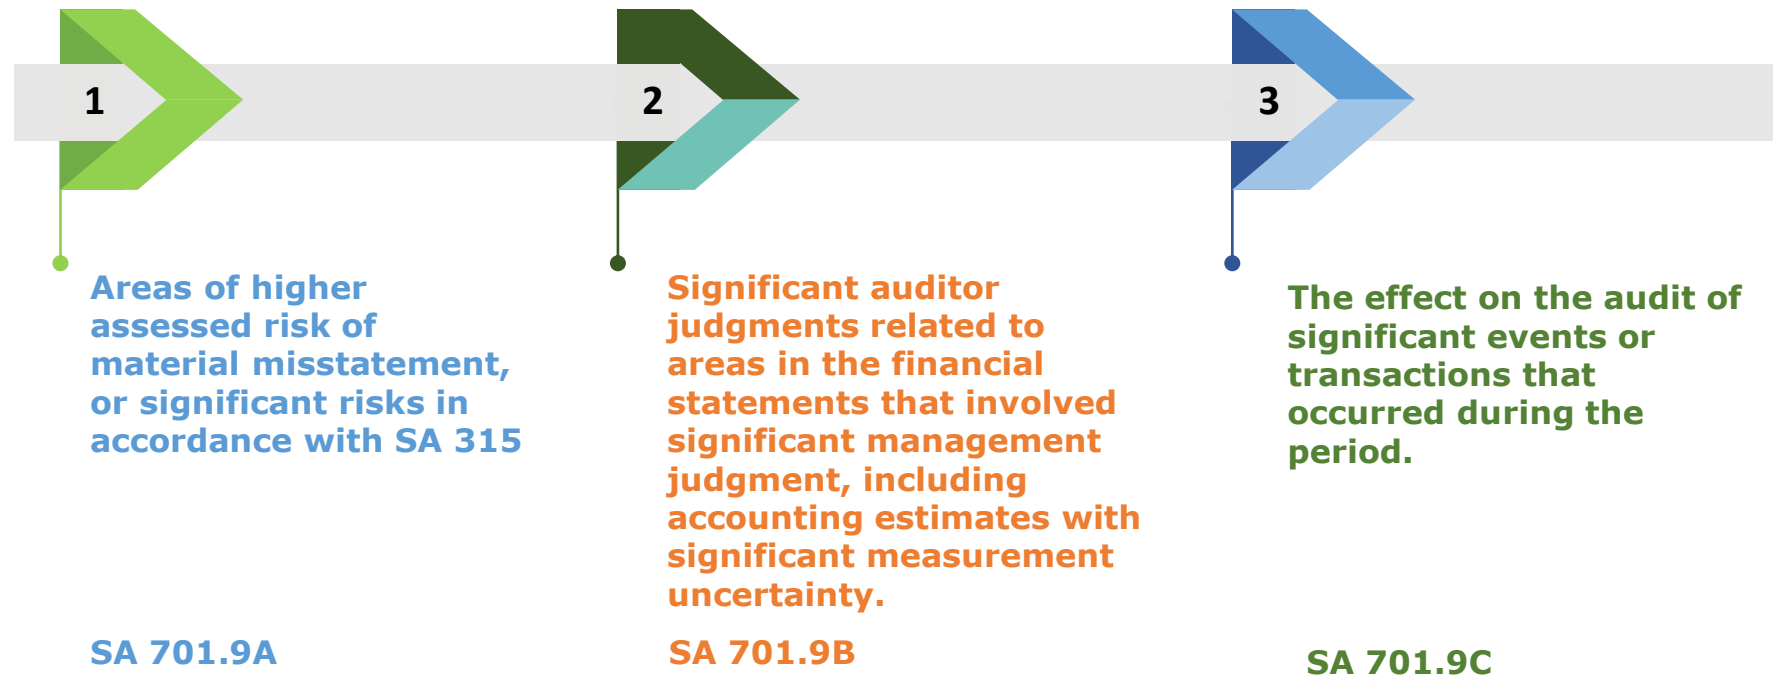 1
Areas of higher
assessed risk of
material misstatement,
or significant risks in
accordance with SA 315
SA 701.9A
2
Significant auditor
judgments related to
areas in the financial
statements that involved
significant management
judgment, including
accounting estimates with
significant measurement
uncertainty.
SA 701.9B
3
The effect on the audit of
significant events or
transactions that
occurred during the
period.
SA 701.9C